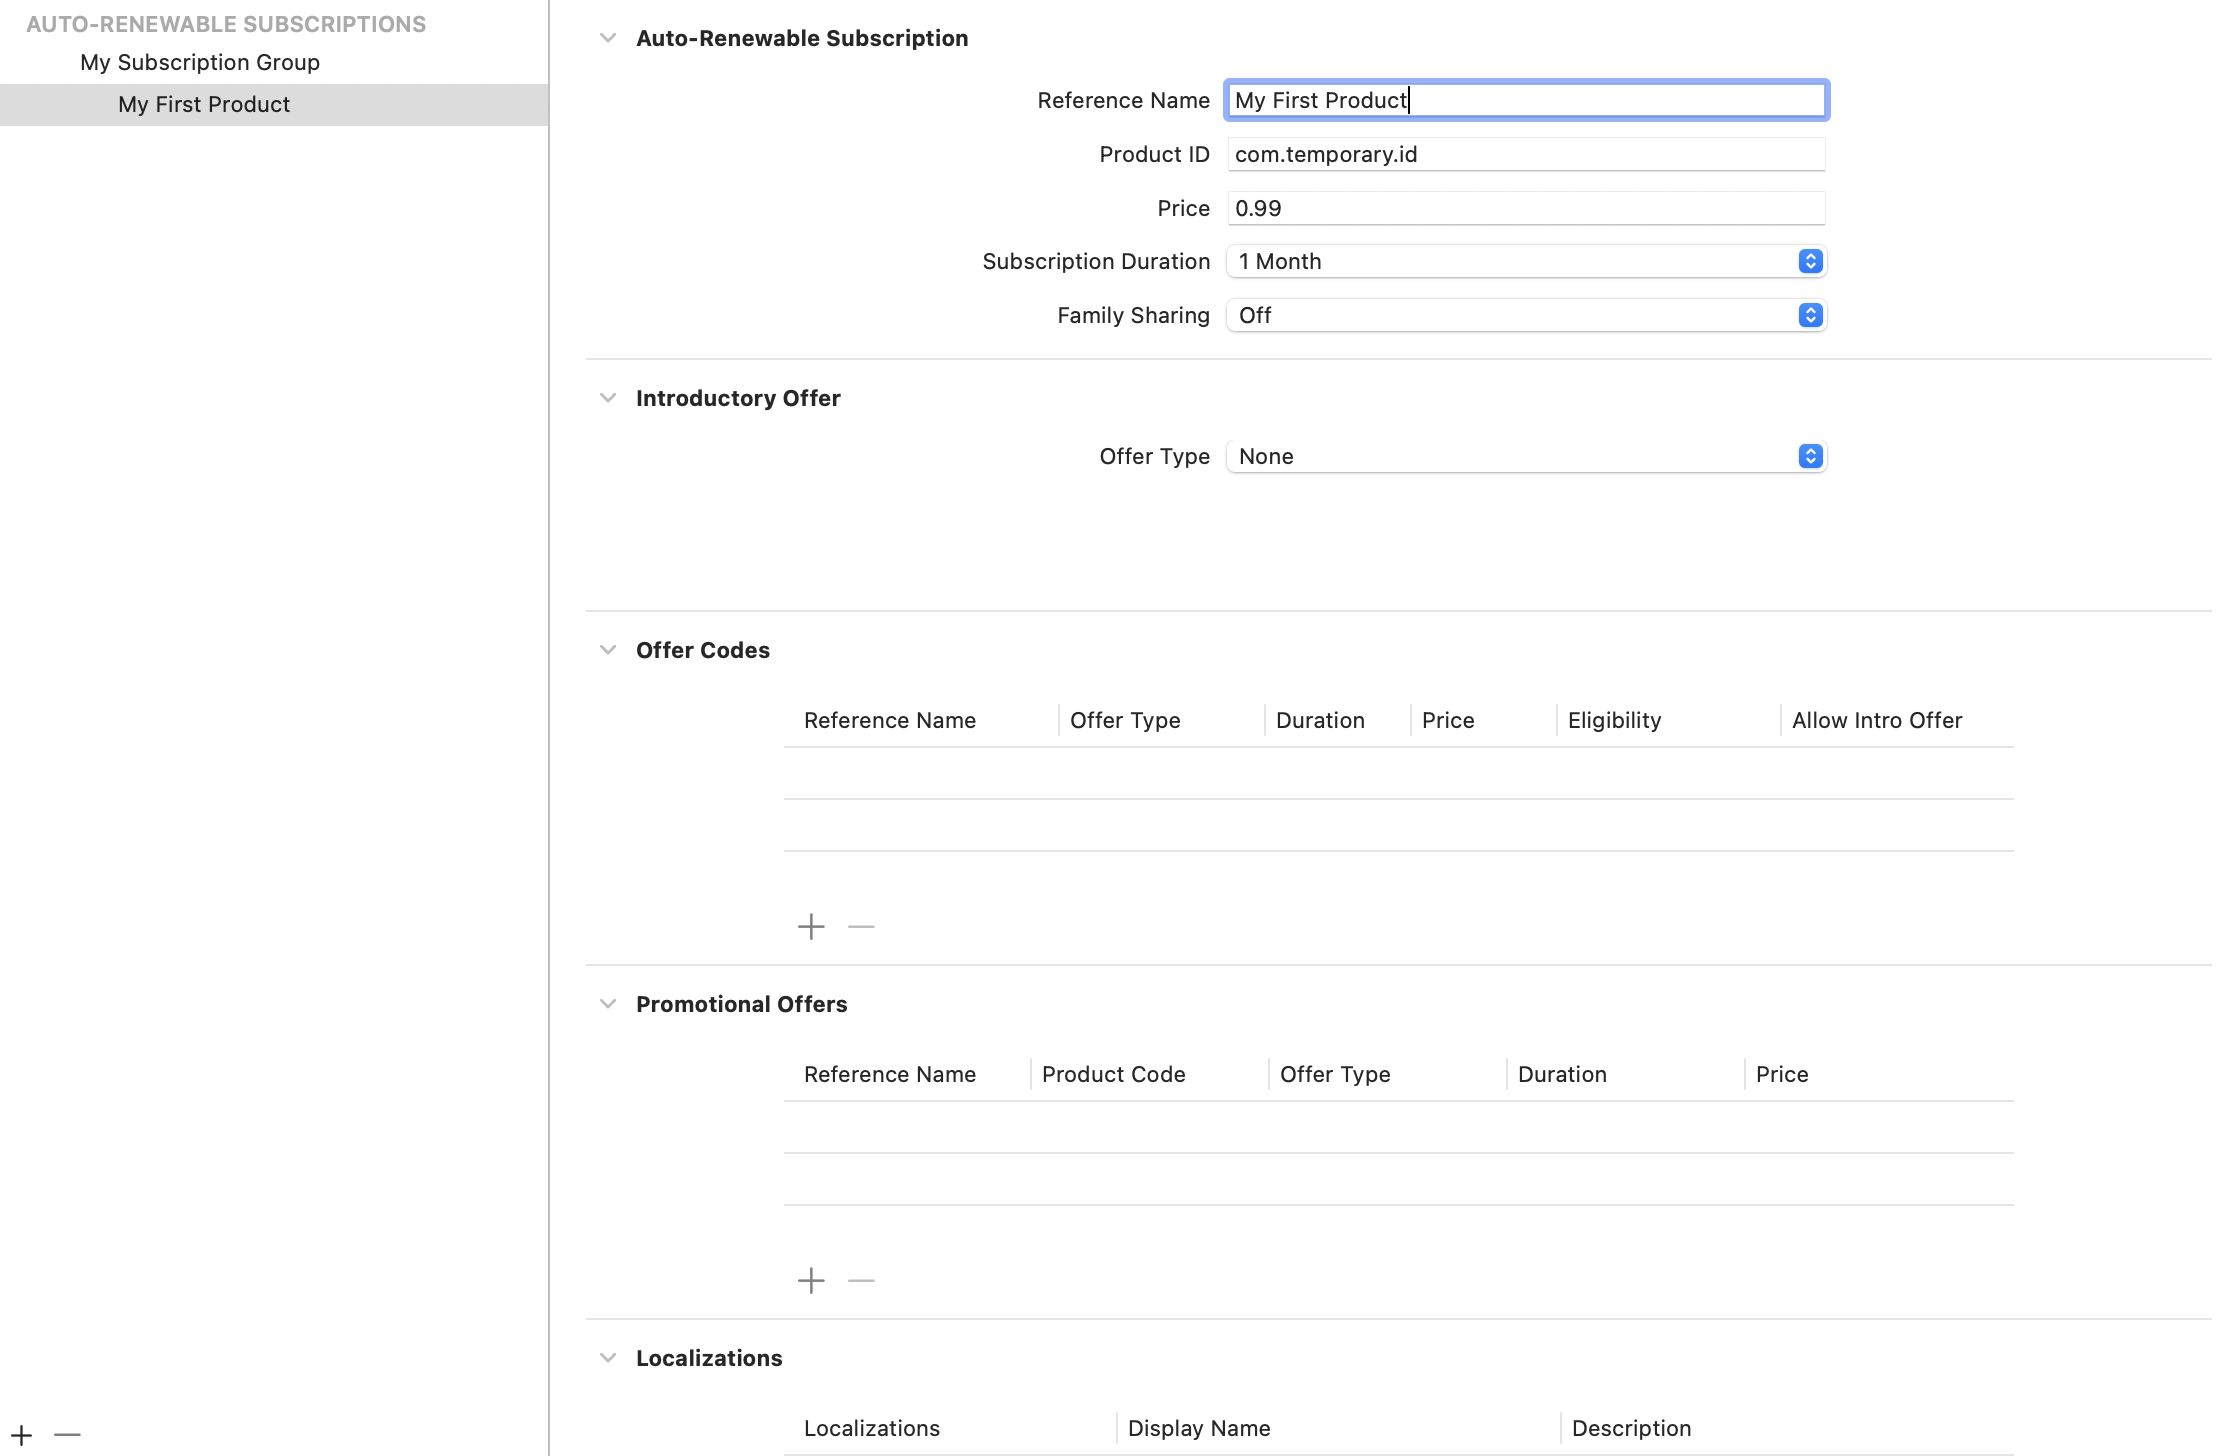 AUTO-RENEWABLE SUBSCRIPTIONS
My Subscription Group
My First Product
Auto-Renewable Subscription
Reference Name My First Product
Product ID com.temporary.id
Price 0.99
Subscription Duration 1 Month
Family Sharing Off
Introductory Offer
Offer Type None
Offer Codes
Reference Name Offer Type Duration Price Eligibility Allow Intro Offer
Promotional Offers
Reference Name Product Code Offer Type Duration Price
Localizations
Localizations Display Name Description